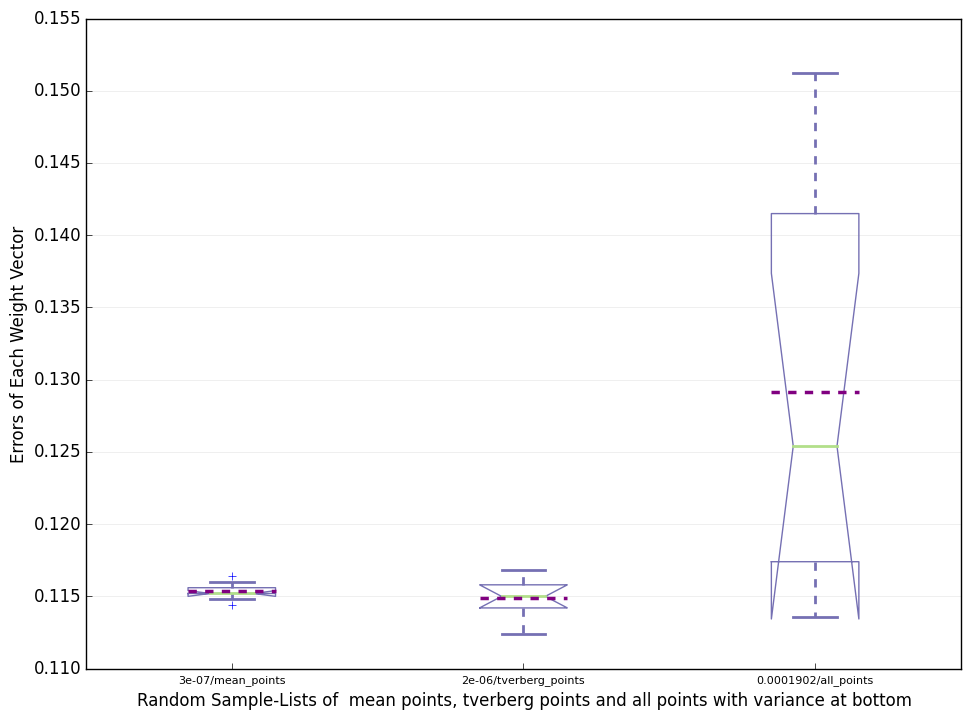 0.155
0.150
0.145
0.140
0.135
0.130
0.125
0.120
0.115
0.110
Errors of Each Weight Vector
3e-07/mean_points
2e-06/tverberg_points
0.0001902/all_points
Random Sample-Lists of  mean points, tverberg points and all points with variance at bottom